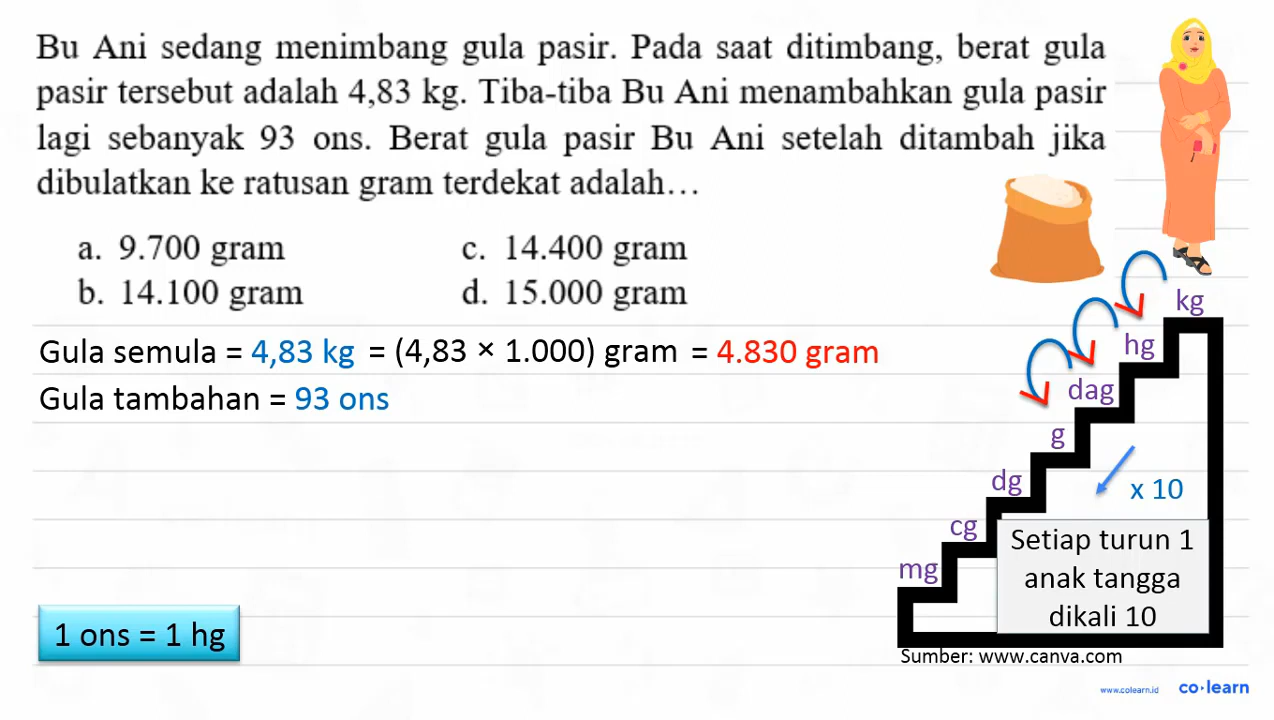 Bu Ani sedang menimbang gula pasir. Pada saat ditimbang, berat gula
pasir tersebut adalah 4,83 kg. Tiba-tiba Bu Ani menambahkan gula pasir
lagi sebanyak 93 ons. Berat gula pasir Bu Ani setelah ditambah jika
dibulatkan ke ratusan gram terdekat adalah…
a. 9.700 gram
b. 14.100 gram
c. 14.400 gram
d. 15.000 gram
Gula semula = 4,83 kg = (4,83 × 1.000) gram = 4.830 gram
Gula tambahan = 93 ons
1 ons = 1 hg
kg
hg
dag
g
dg
cg
mg
x 10
Setiap turun 1
anak tangga
dikali 10
Sumber: www.canva.com
www.colearn.id
co·learn